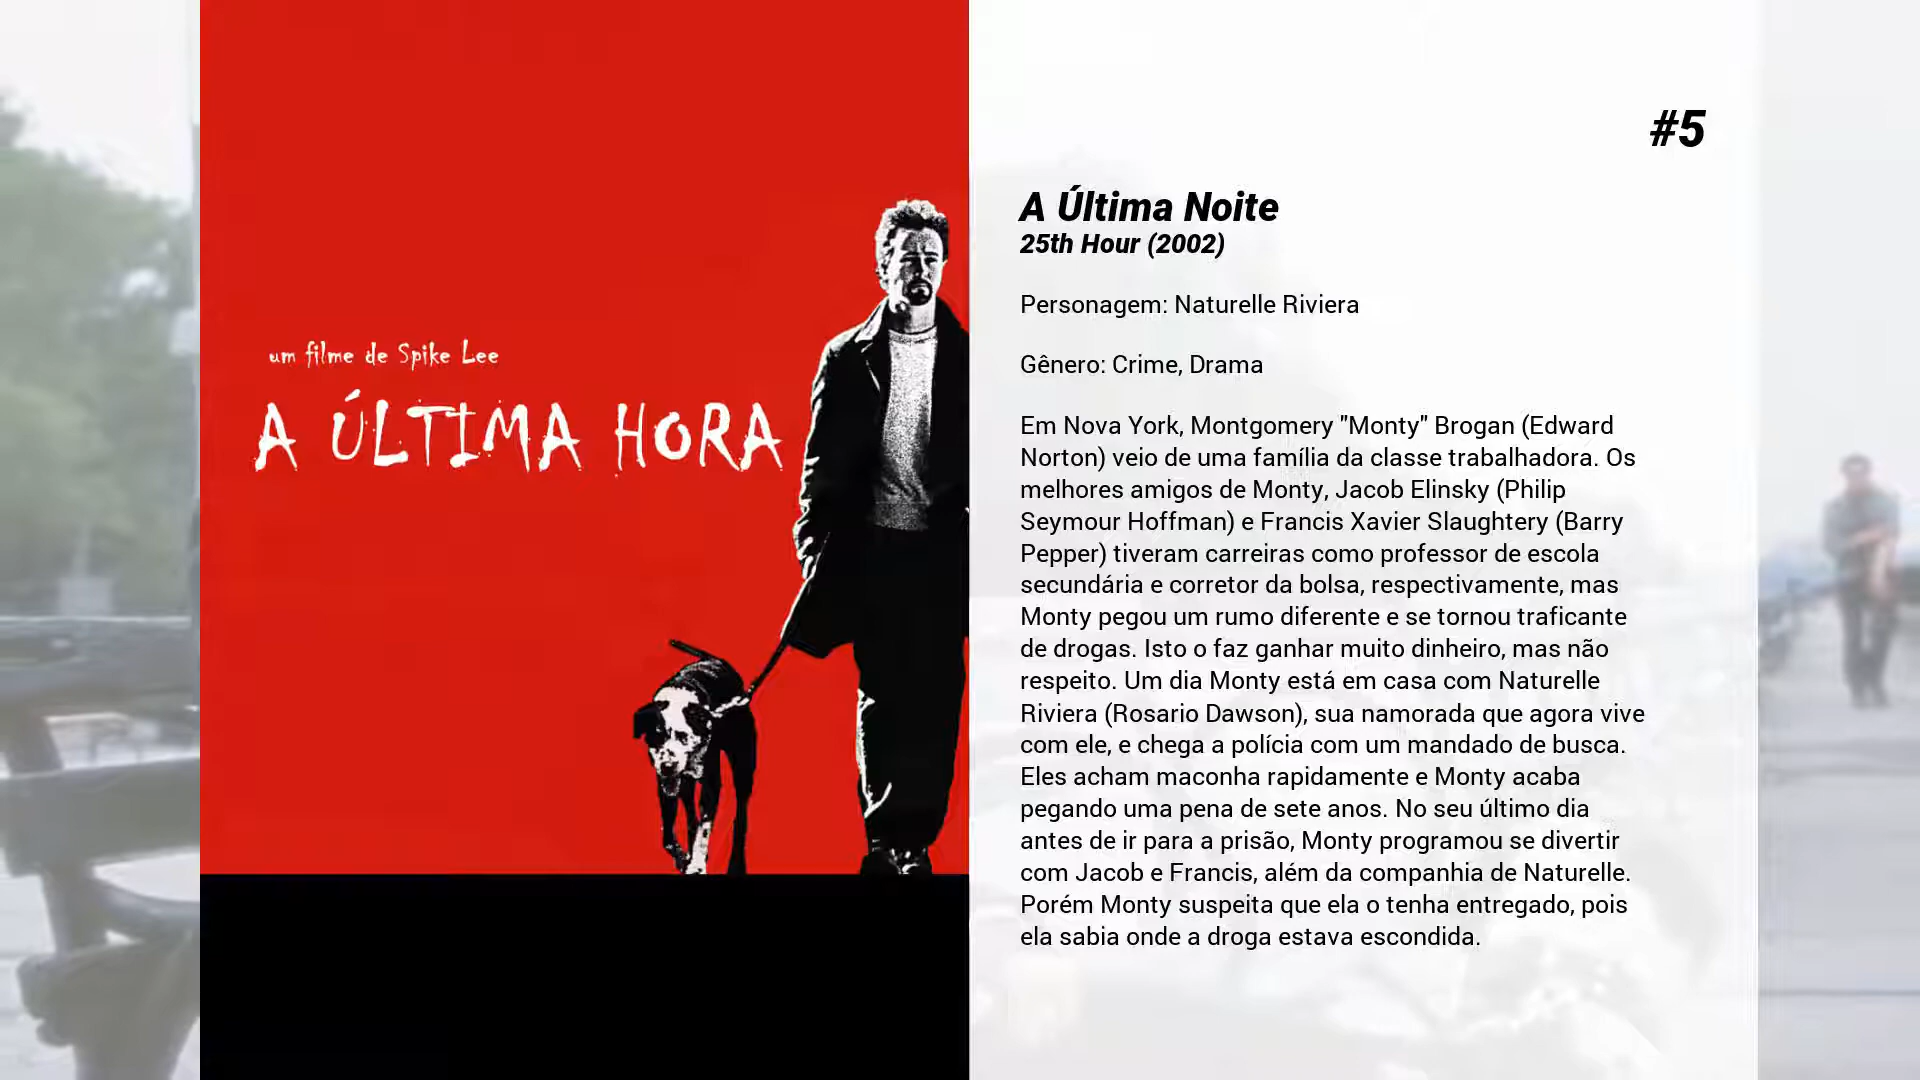 um filme de Spike Lee
A ÚLTIMA HORA
#5
A Última Noite
25th Hour (2002)
Personagem: Naturelle Riviera
Gênero: Crime, Drama
Em Nova York, Montgomery "Monty" Brogan (Edward
Norton) veio de uma família da classe trabalhadora. Os
melhores amigos de Monty, Jacob Elinsky (Philip
Seymour Hoffman) e Francis Xavier Slaughtery (Barry
Pepper) tiveram carreiras como professor de escola
secundária e corretor da bolsa, respectivamente, mas
Monty pegou um rumo diferente e se tornou traficante
de drogas. Isto o faz ganhar muito dinheiro, mas não
respeito. Um dia Monty está em casa com Naturelle
Riviera (Rosario Dawson), sua namorada que agora vive
com ele, e chega a polícia com um mandado de busca.
Eles acham maconha rapidamente e Monty acaba
pegando uma pena de sete anos. No seu último dia
antes de ir para a prisão, Monty programou se divertir
com Jacob e Francis, além da companhia de Naturelle.
Porém Monty suspeita que ela o tenha entregado, pois
ela sabia onde a droga estava escondida.